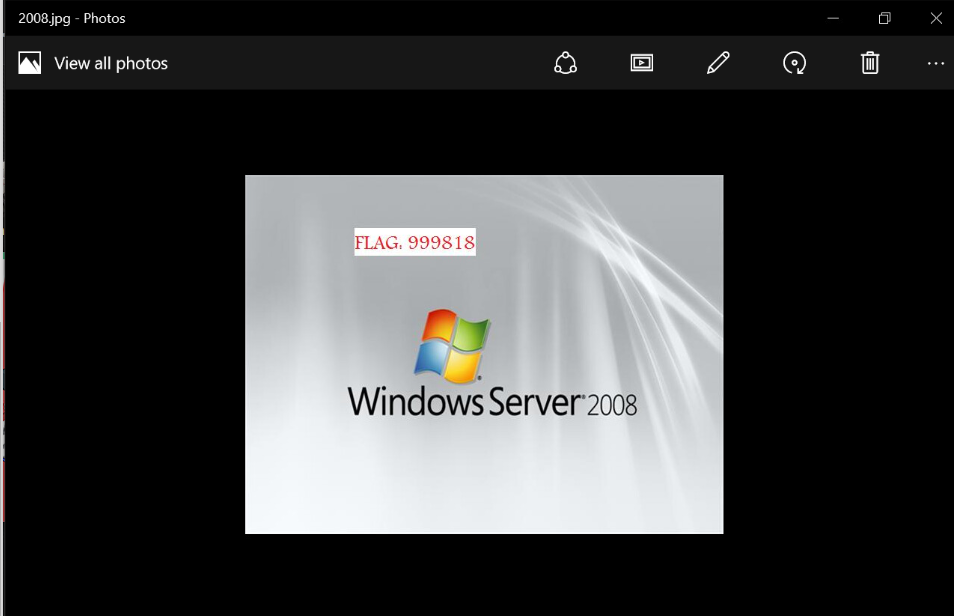 2008.jpg - Photos
View all photos
FLAG: 999818
Windows Server® 2008